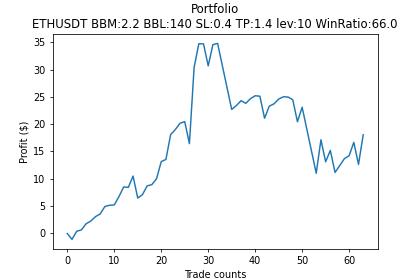 Portfolio
ETHUSDT BBM:2.2 BBL:140 SL:0.4 TP:1.4 lev:10 WinRatio:66.0
35
30
25
20
15
10
5
0
Profit ($)
0 10 20 30 40 50 60
Trade counts